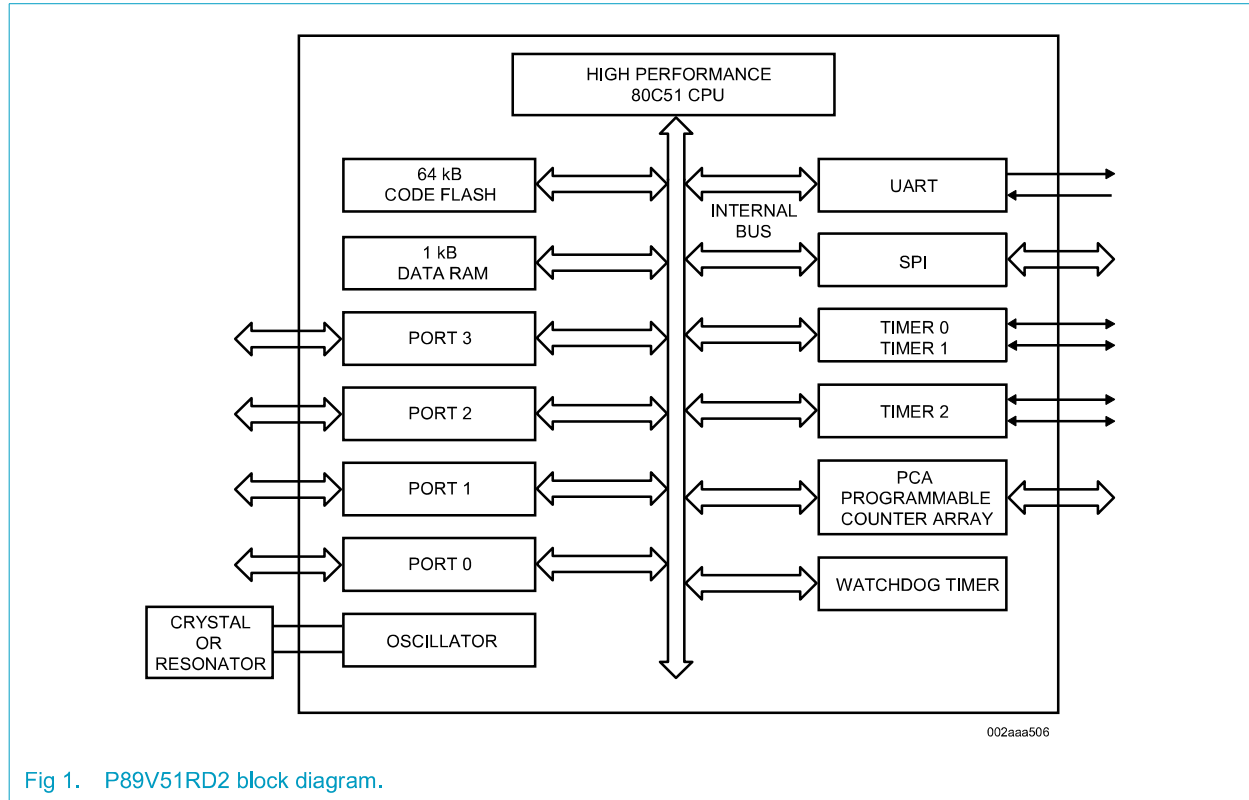 HIGH PERFORMANCE
80C51 CPU
64 kB
CODE FLASH
UART
INTERNAL
BUS
1 kB
DATA RAM
SPI
PORT 3
TIMER 0
TIMER 1
PORT 2
TIMER 2
PORT 1
PCA
PROGRAMMABLE
COUNTER ARRAY
PORT 0
WATCHDOG TIMER
CRYSTAL
OR
RESONATOR
OSCILLATOR
002aaa506
Fig 1. P89V51RD2 block diagram.